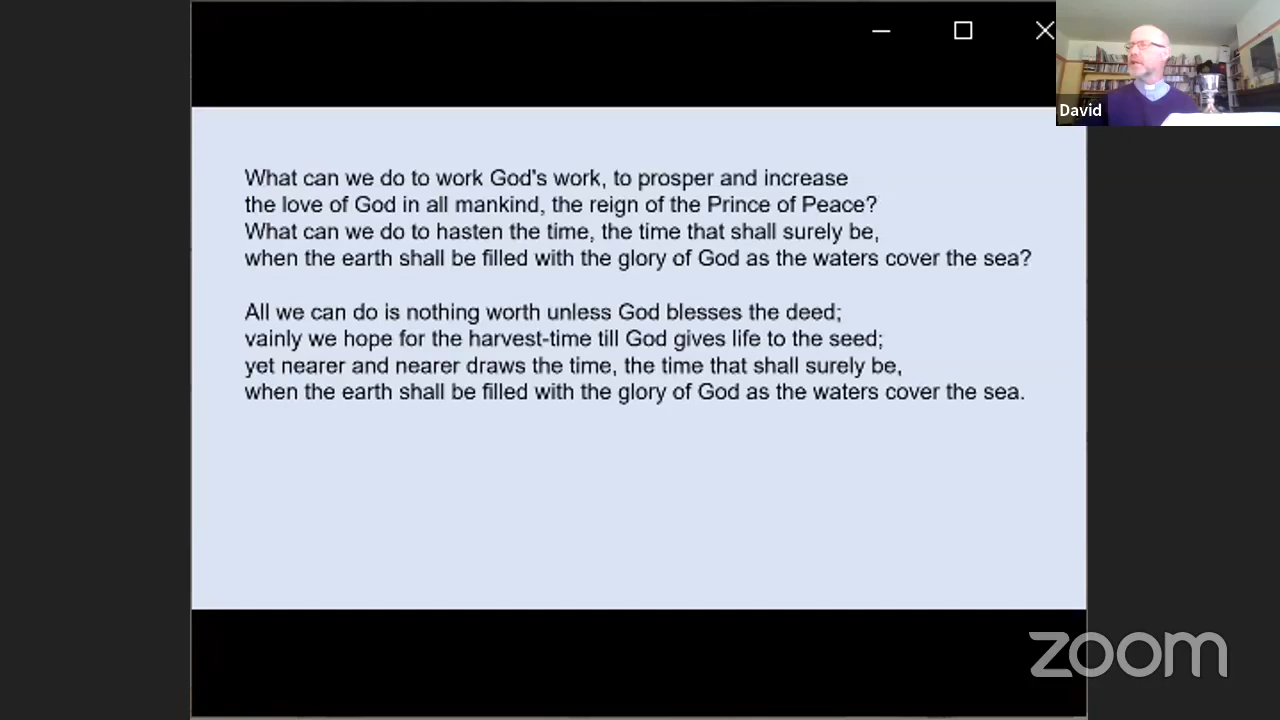 David
What can we do to work God's work, to prosper and increase
the love of God in all mankind, the reign of the Prince of Peace?
What can we do to hasten the time, the time that shall surely be,
when the earth shall be filled with the glory of God as the waters cover the sea?
All we can do is nothing worth unless God blesses the deed;
vainly we hope for the harvest-time till God gives life to the seed;
yet nearer and nearer draws the time, the time that shall surely be,
when the earth shall be filled with the glory of God as the waters cover the sea.
zoom